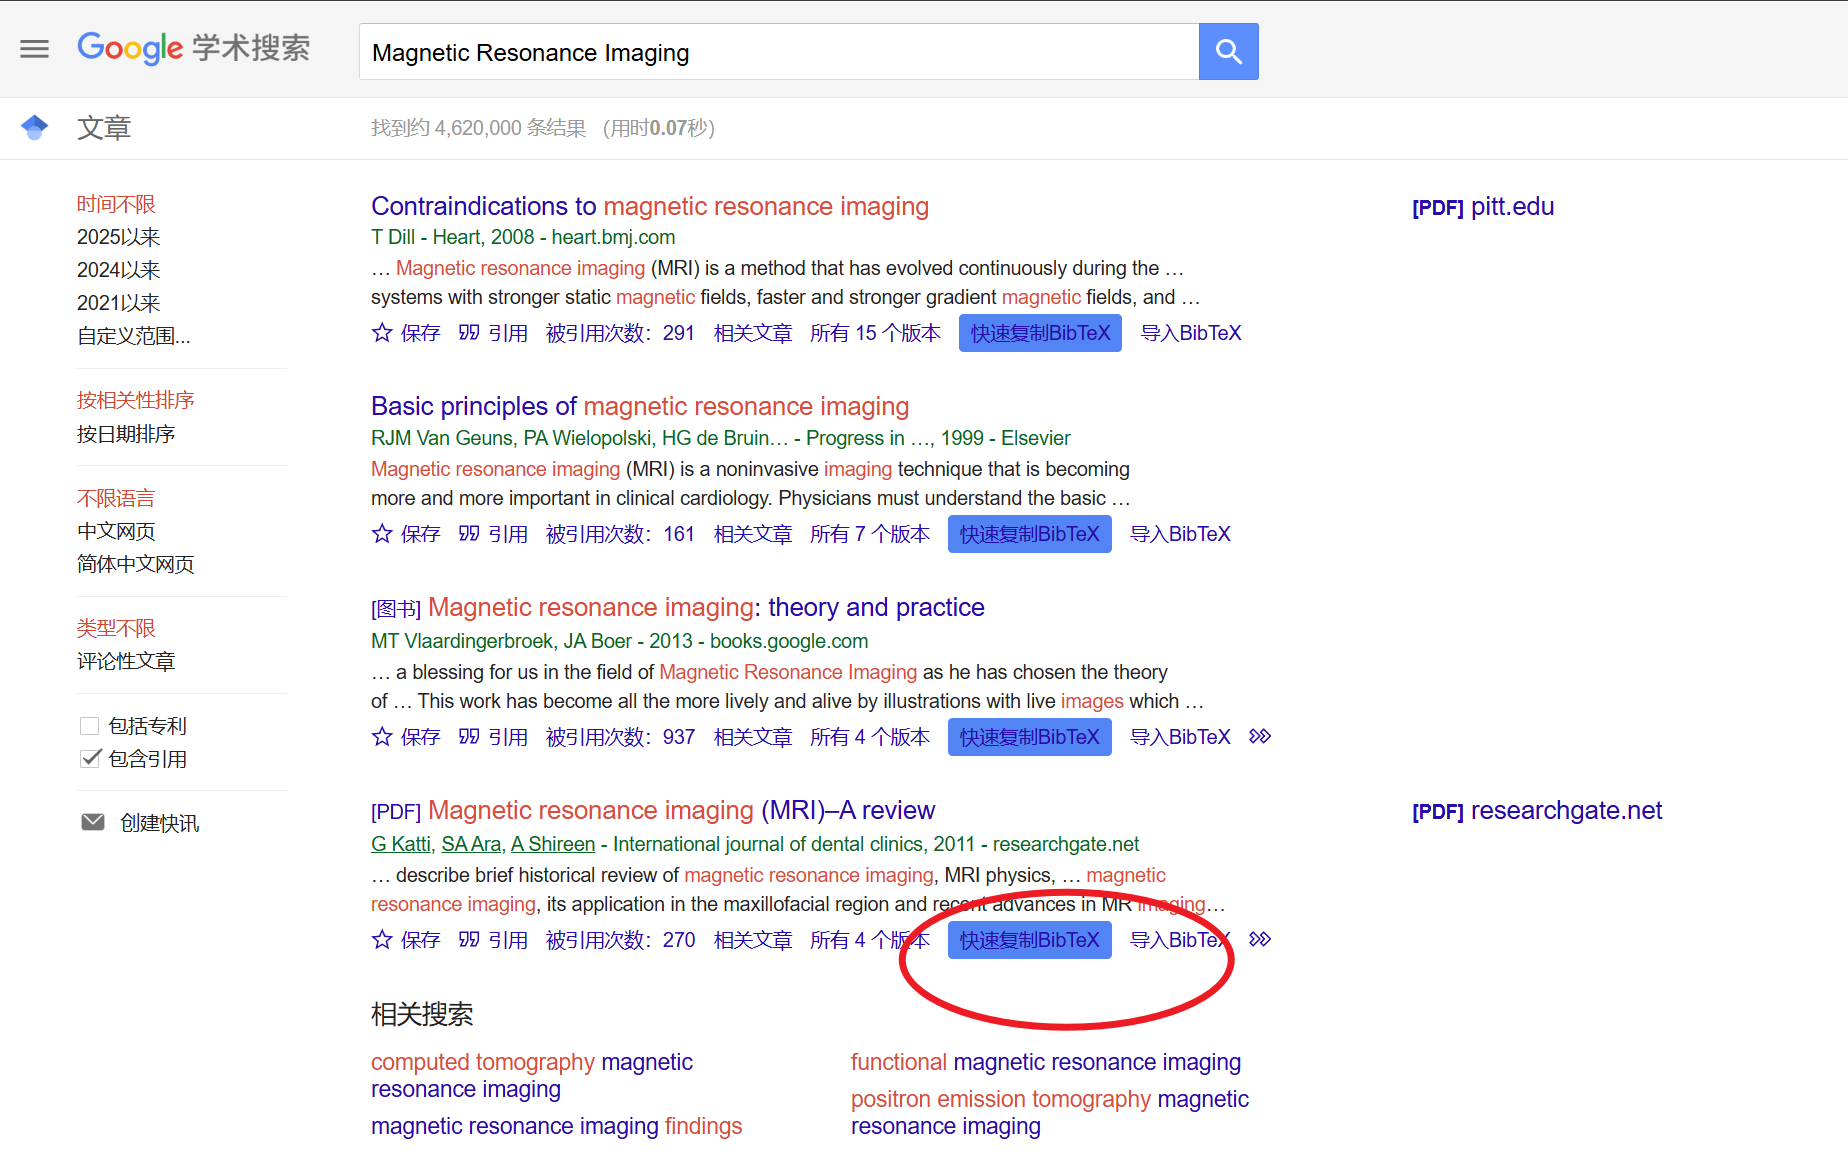 Google 学术搜索
Magnetic Resonance Imaging
文章
找到约 4,620,000 条结果 (用时0.07秒)
时间不限
2025以来
2024以来
2021以来
自定义范围...
按相关性排序
按日期排序
不限语言
中文网页
简体中文网页
类型不限
评论性文章
包括专利
包含引用
创建快讯
Contraindications to magnetic resonance imaging
[PDF] pitt.edu
T Dill - Heart, 2008 - heart.bmj.com
… Magnetic resonance imaging (MRI) is a method that has evolved continuously during the …
systems with stronger static magnetic fields, faster and stronger gradient magnetic fields, and …
保存 引用 被引用次数：291 相关文章 所有 15 个版本 快速复制BibTeX 导入BibTeX
Basic principles of magnetic resonance imaging
RJM Van Geuns, PA Wielopolski, HG de Bruin… - Progress in …, 1999 - Elsevier
Magnetic resonance imaging (MRI) is a noninvasive imaging technique that is becoming
more and more important in clinical cardiology. Physicians must understand the basic …
保存 引用 被引用次数：161 相关文章 所有 7 个版本 快速复制BibTeX 导入BibTeX
[图书] Magnetic resonance imaging: theory and practice
MT Vlaardingerbroek, JA Boer - 2013 - books.google.com
… a blessing for us in the field of Magnetic Resonance Imaging as he has chosen the theory
of … This work has become all the more lively and alive by illustrations with live images which …
保存 引用 被引用次数：937 相关文章 所有 4 个版本 快速复制BibTeX 导入BibTeX
[PDF] Magnetic resonance imaging (MRI)–A review
[PDF] researchgate.net
G Katti, SA Ara, A Shireen - International journal of dental clinics, 2011 - researchgate.net
… describe brief historical review of magnetic resonance imaging, MRI physics, … magnetic
resonance imaging, its application in the maxillofacial region and recent advances in MR imaging…
保存 引用 被引用次数：270 相关文章 所有 4 个版本 快速复制BibTeX 导入BibTeX
相关搜索
computed tomography magnetic
resonance imaging
magnetic resonance imaging findings
functional magnetic resonance imaging
positron emission tomography magnetic
resonance imaging